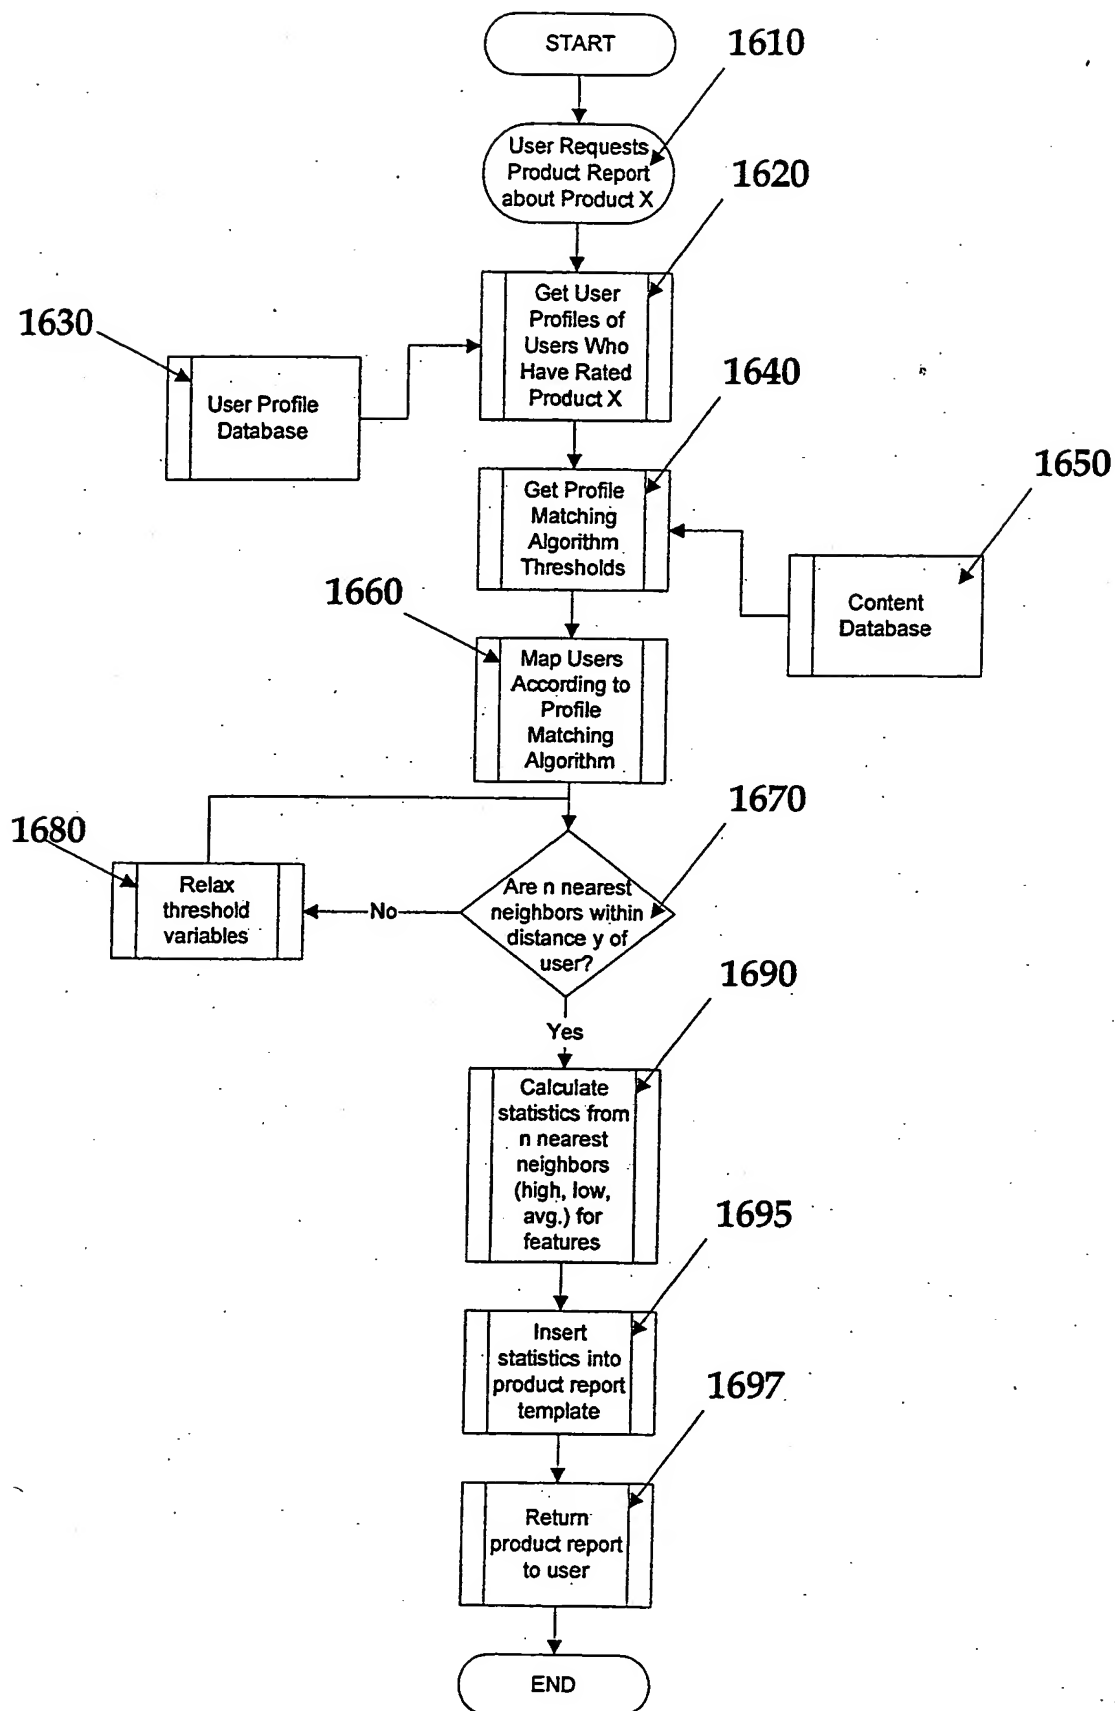 START
1610
User Requests
Product Report
about Product X
1620
Get User
Profiles of
Users Who
Have Rated
Product X
1630
User Profile
Database
1640
Get Profile
Matching
Algorithm
Thresholds
1650
Content
Database
1660
Map Users
According to
Profile
Matching
Algorithm
1670
Are n nearest
neighbors within
distance y of
user?
No
1680
Relax
threshold
variables
Yes
1690
Calculate
statistics from
n nearest
neighbors
(high, low,
avg.) for
features
1695
Insert
statistics into
product report
template
1697
Return
product report
to user
END